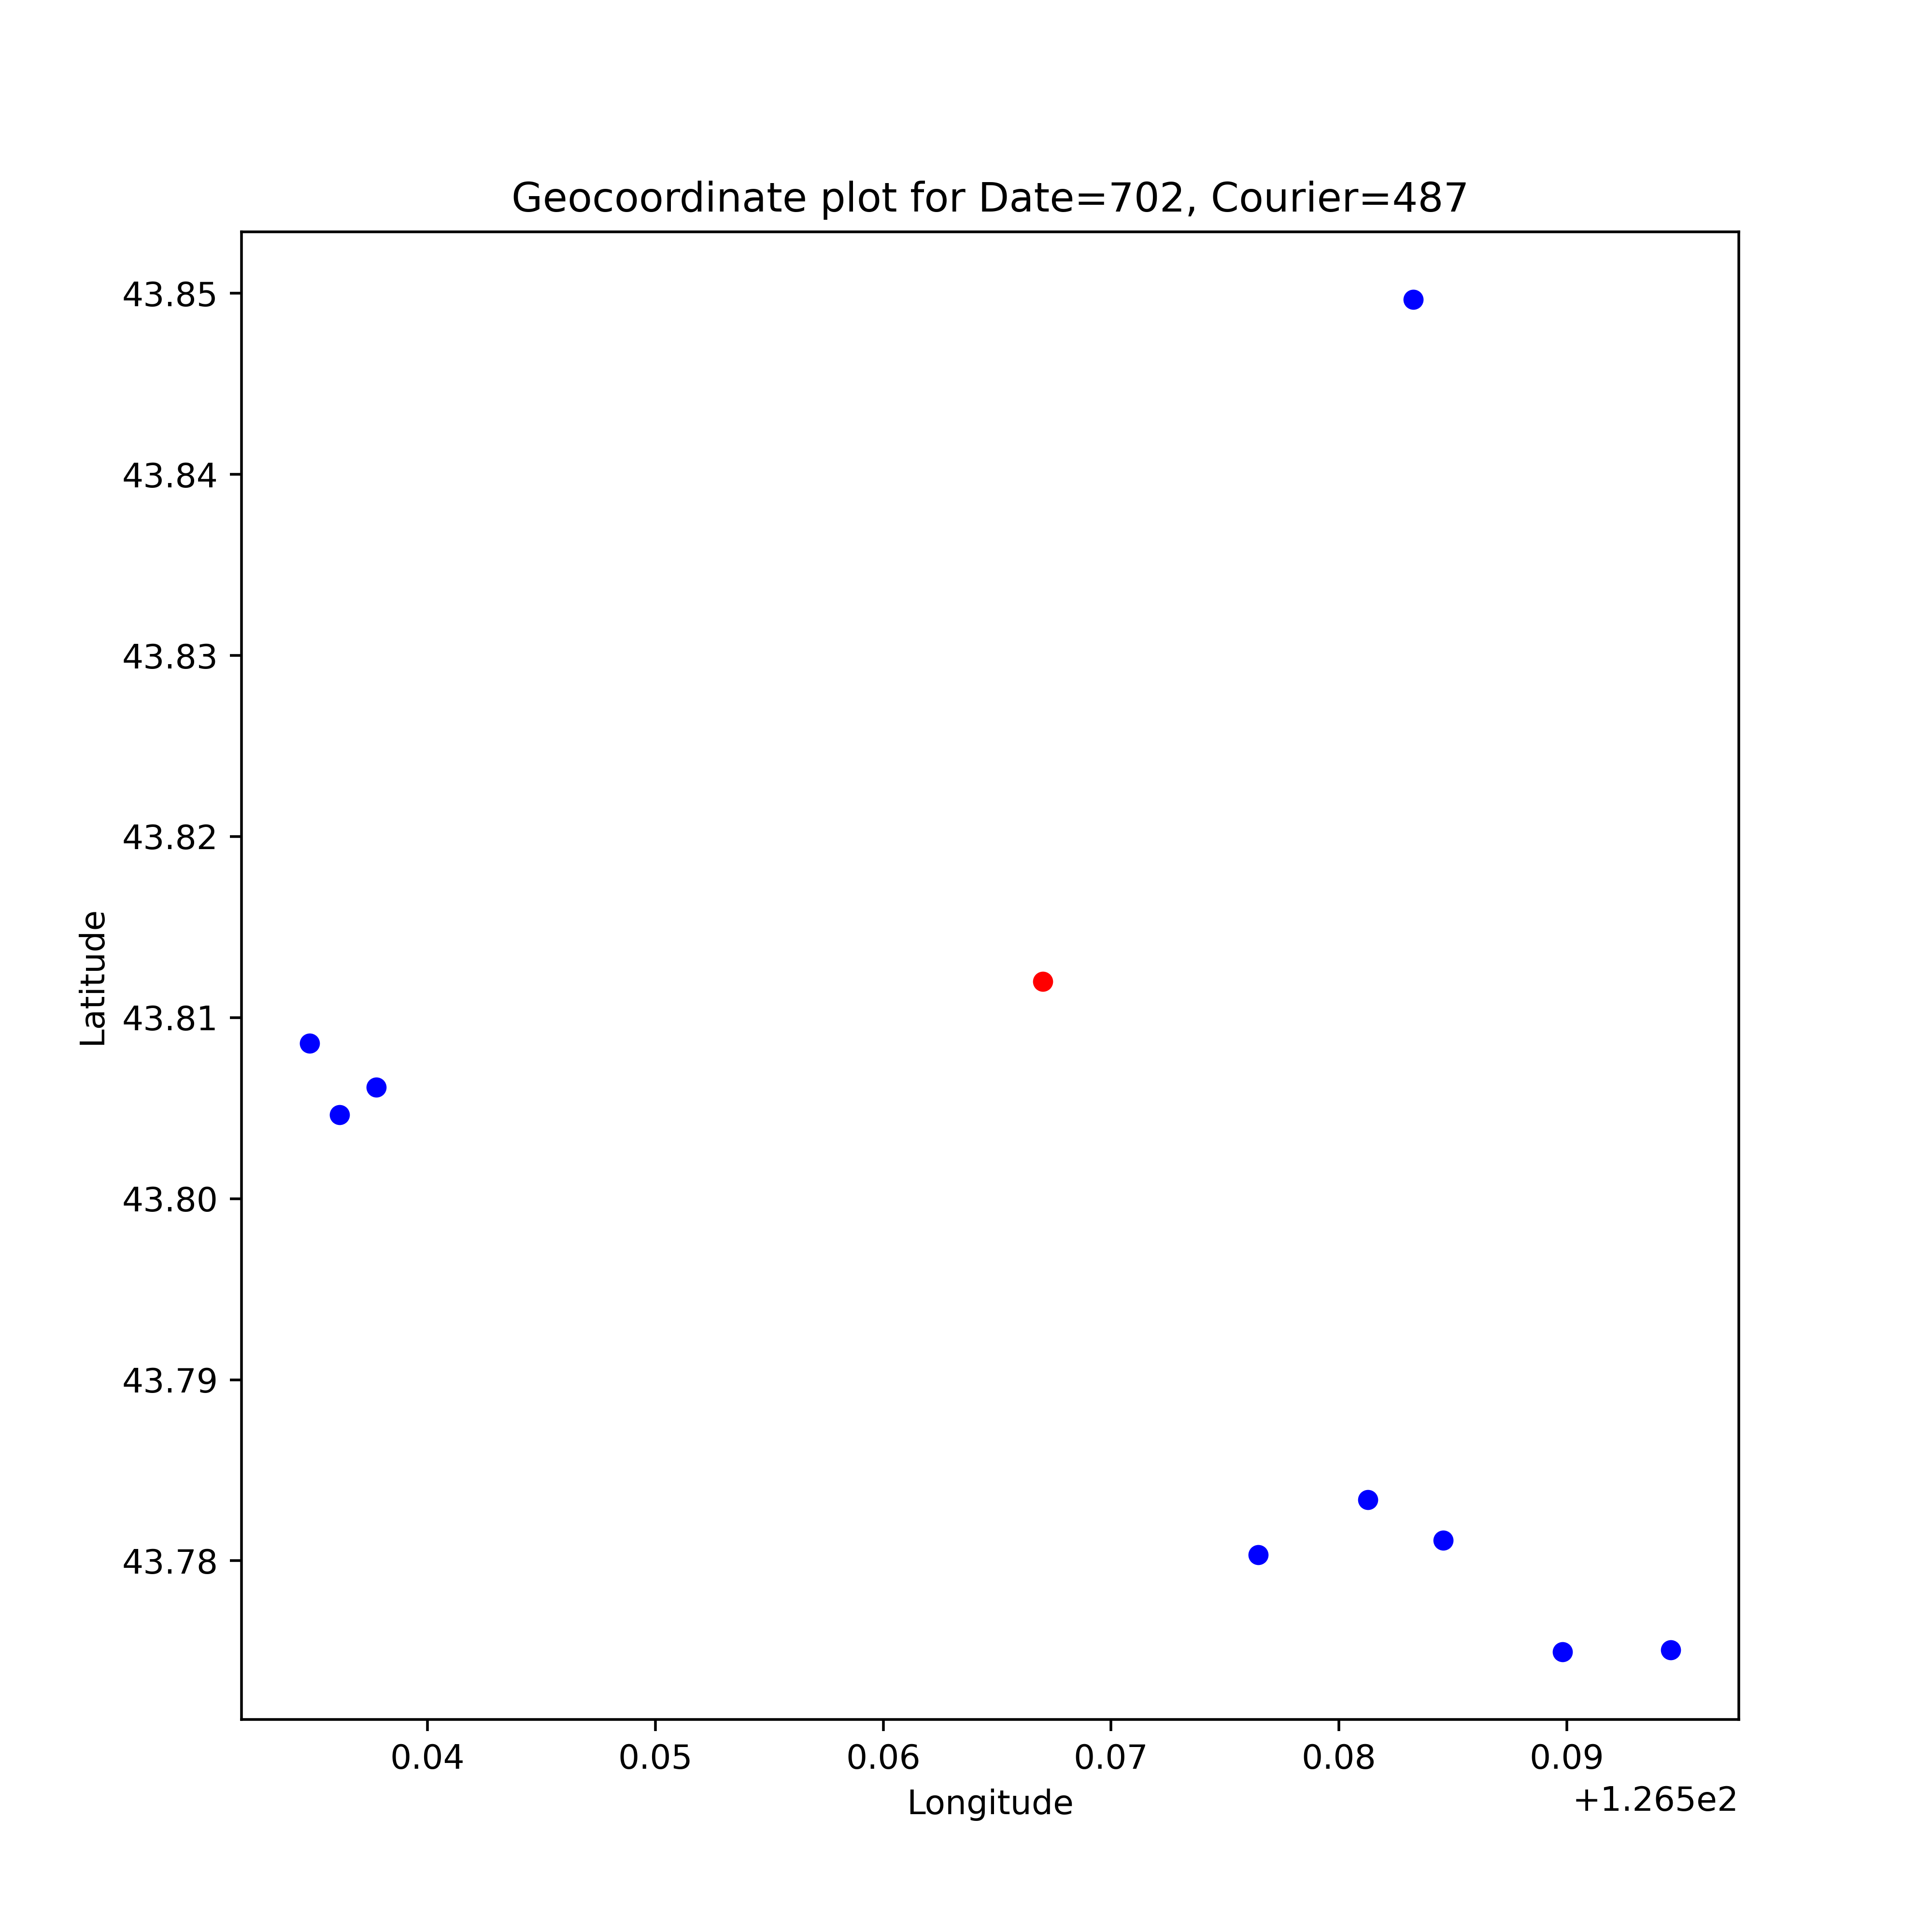 Geocoordinate plot for Date=702, Courier=487
43.85
43.84
43.83
43.82
43.81
43.80
43.79
43.78
Latitude
0.04 0.05 0.06 0.07 0.08 0.09
Longitude
+1.265e2